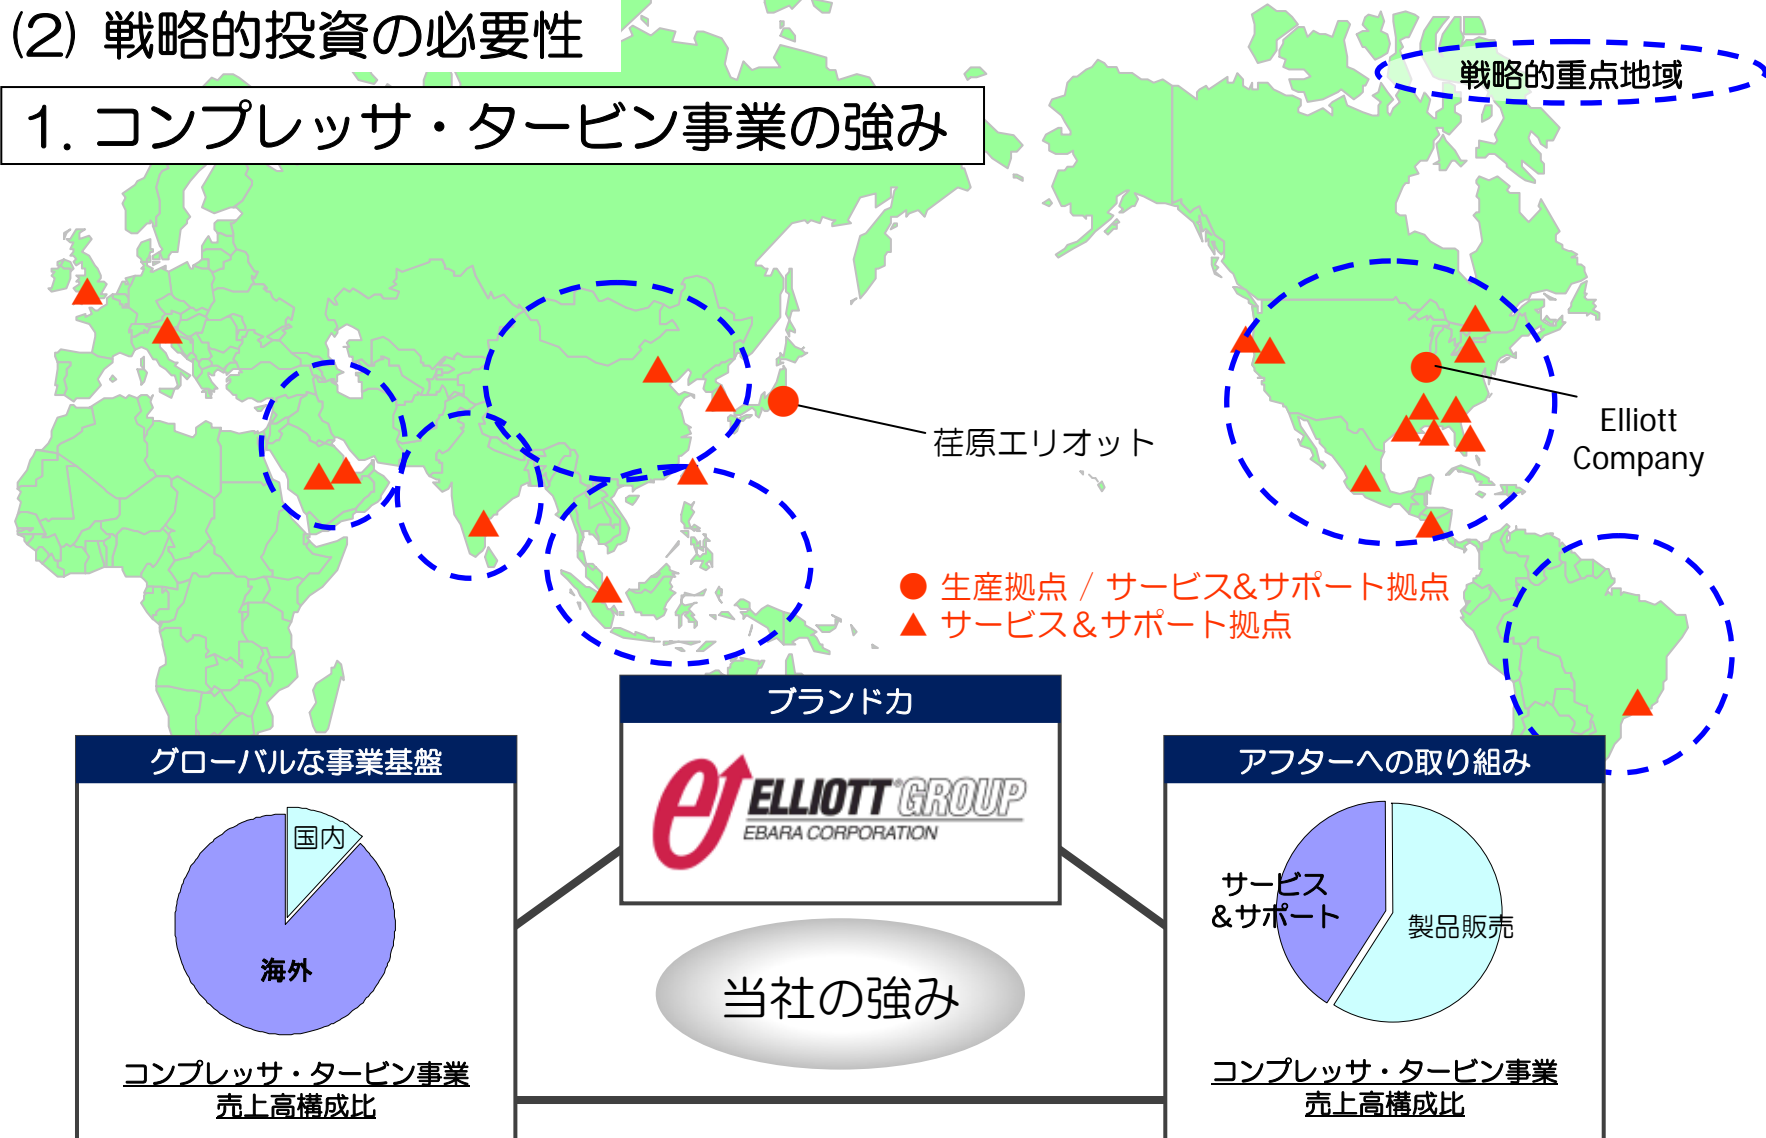 (2) 戦略的投資の必要性
戦略的重点地域
1. コンプレッサ・タービン事業の強み
荏原エリオット
Elliott
Company
● 生産拠点 / サービス&サポート拠点
▲ サービス&サポート拠点
ブランド力
ELLIOTT® GROUP
EBARA CORPORATION
グローバルな事業基盤
国内
海外
コンプレッサ・タービン事業
売上高構成比
アフターへの取り組み
サービス
&サポート
製品販売
コンプレッサ・タービン事業
売上高構成比
当社の強み